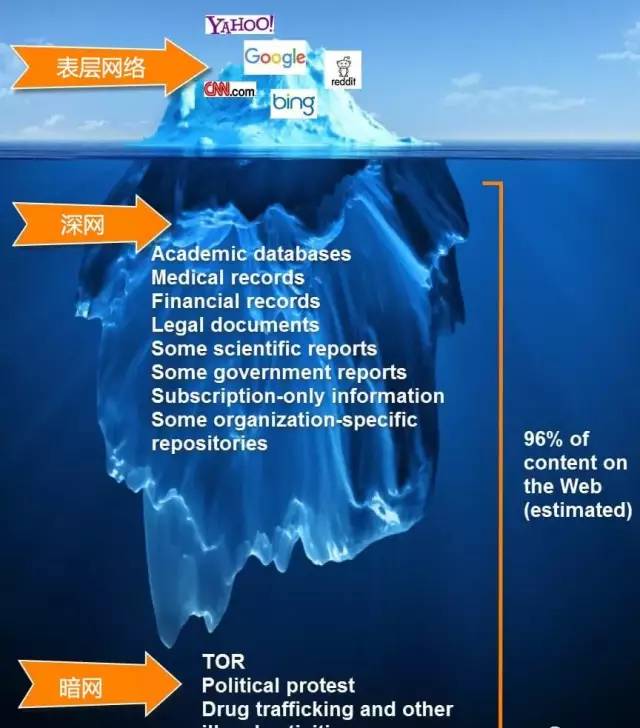 YAHOO!
Google
reddit
表层网络
CNN.com
bing
深网
Academic databases
Medical records
Financial records
Legal documents
Some scientific reports
Some government reports
Subscription-only information
Some organization-specific
repositories
96% of
content on
the Web
(estimated)
TOR
暗网
Political protest
Drug trafficking and other